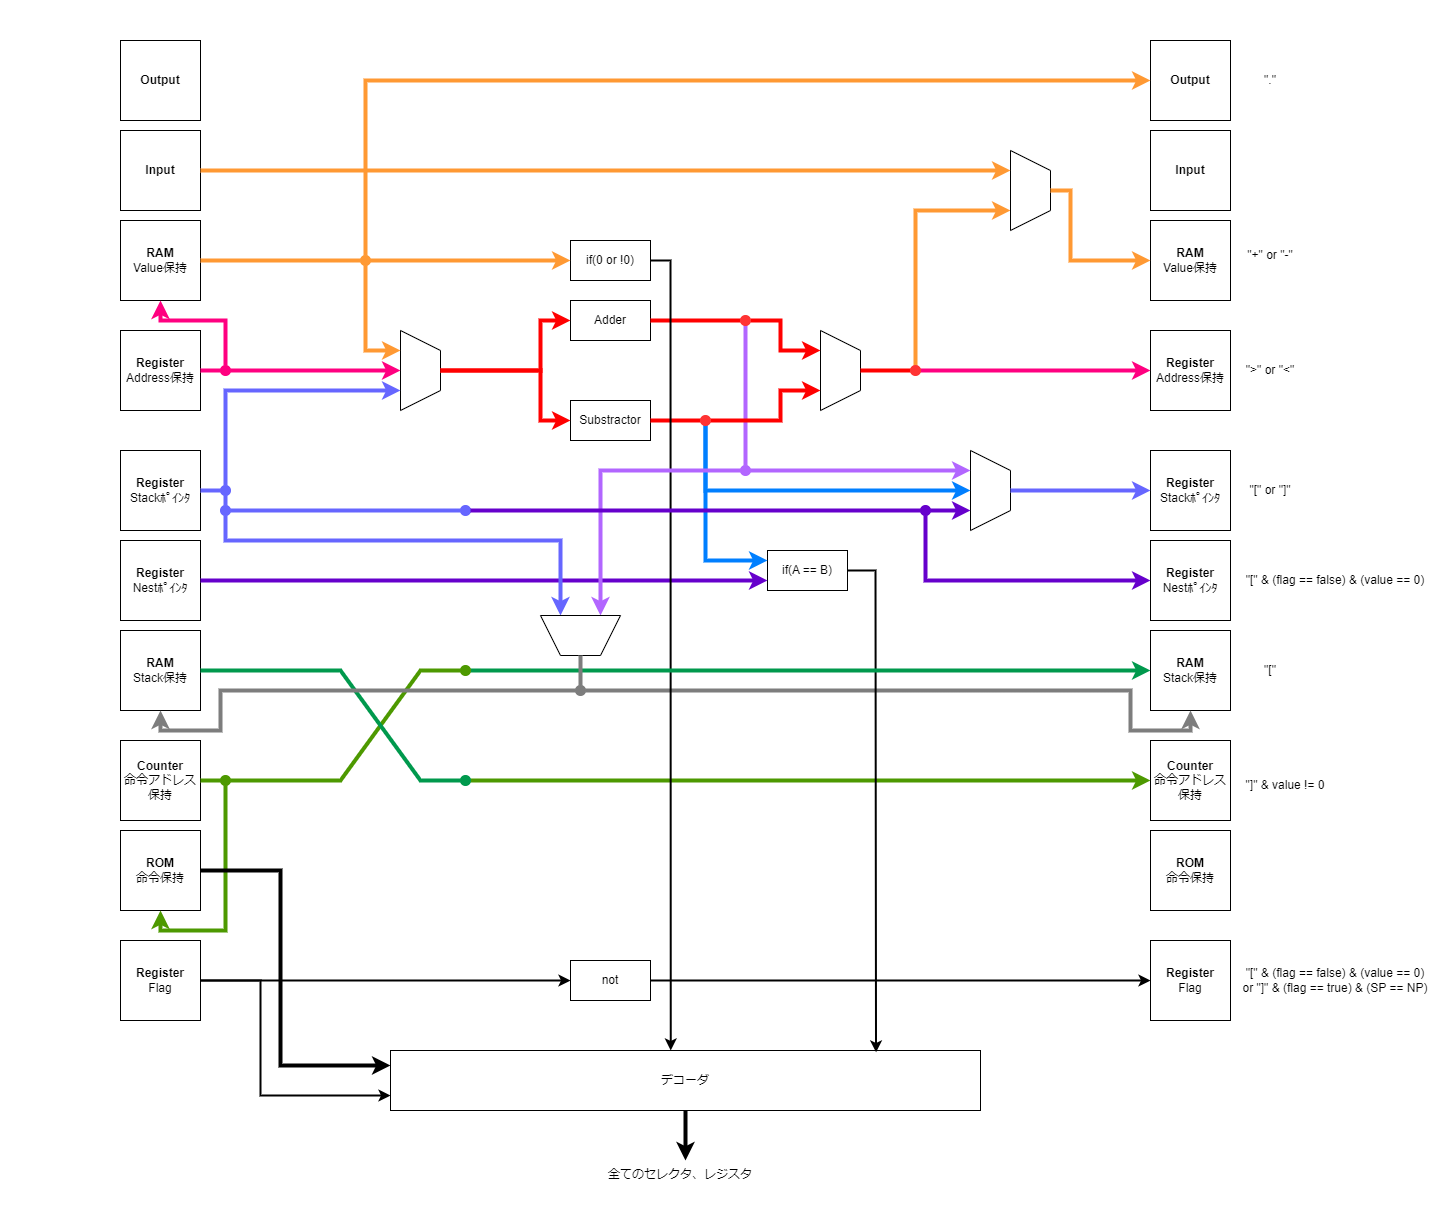 Output
Output
"."
Input
Input
RAM
Value保持
if(0 or !0)
RAM
Value保持
"+" or "-"
Adder
Register
Address保持
Register
Address保持
">" or "<"
Substractor
Register
Stackﾎﾟｲﾝﾀ
Register
Stackﾎﾟｲﾝﾀ
"[" or "]"
Register
Nestﾎﾟｲﾝﾀ
if(A == B)
Register
Nestﾎﾟｲﾝﾀ
"[" & (flag == false) & (value == 0)
RAM
Stack保持
RAM
Stack保持
"["
Counter
命令アドレス
保持
Counter
命令アドレス
保持
"]" & value != 0
ROM
命令保持
ROM
命令保持
Register
Flag
not
Register
Flag
"[" & (flag == false) & (value == 0)
or "]" & (flag == true) & (SP == NP)
デコーダ
全てのセレクタ、レジスタ